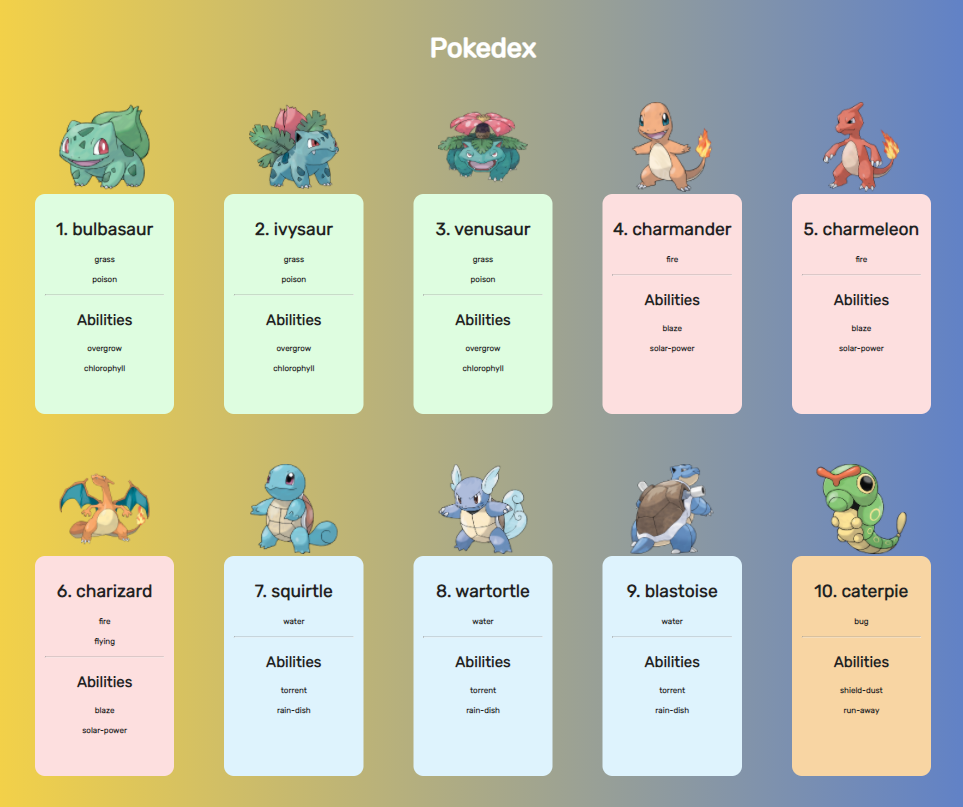 Pokedex
1. bulbasaur
grass
poison
Abilities
overgrow
chlorophyll
2. ivysaur
grass
poison
Abilities
overgrow
chlorophyll
3. venusaur
grass
poison
Abilities
overgrow
chlorophyll
4. charmander
fire
Abilities
blaze
solar-power
5. charmeleon
fire
Abilities
blaze
solar-power
6. charizard
fire
flying
Abilities
blaze
solar-power
7. squirtle
water
Abilities
torrent
rain-dish
8. wartortle
water
Abilities
torrent
rain-dish
9. blastoise
water
Abilities
torrent
rain-dish
10. caterpie
bug
Abilities
shield-dust
run-away